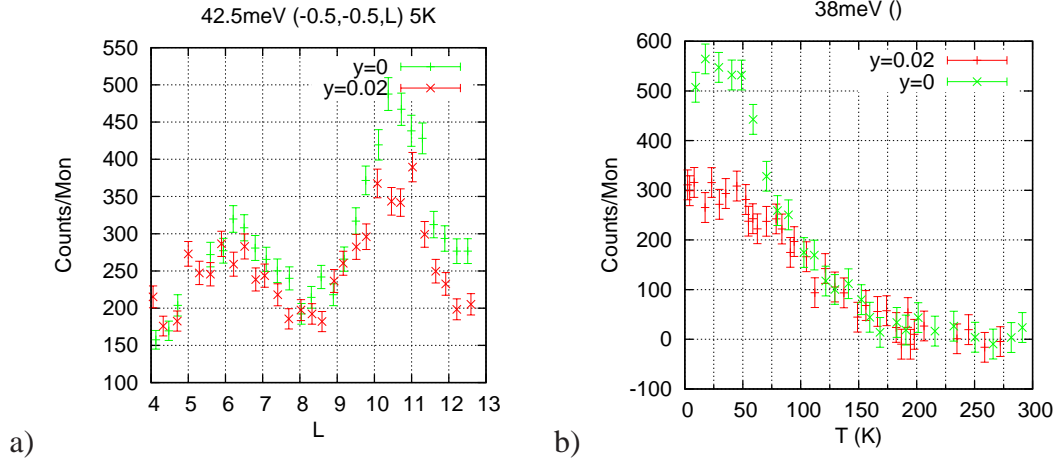 42.5meV (-0.5,-0.5,L) 5K
550
500
450
400
350
300
250
200
150
100
Counts/Mon
y=0
y=0.02
4 5 6 7 8 9 10 11 12 13
L
a)
38meV ()
600
500
400
300
200
100
0
-100
Counts/Mon
y=0.02
y=0
0 50 100 150 200 250 300
T (K)
b)